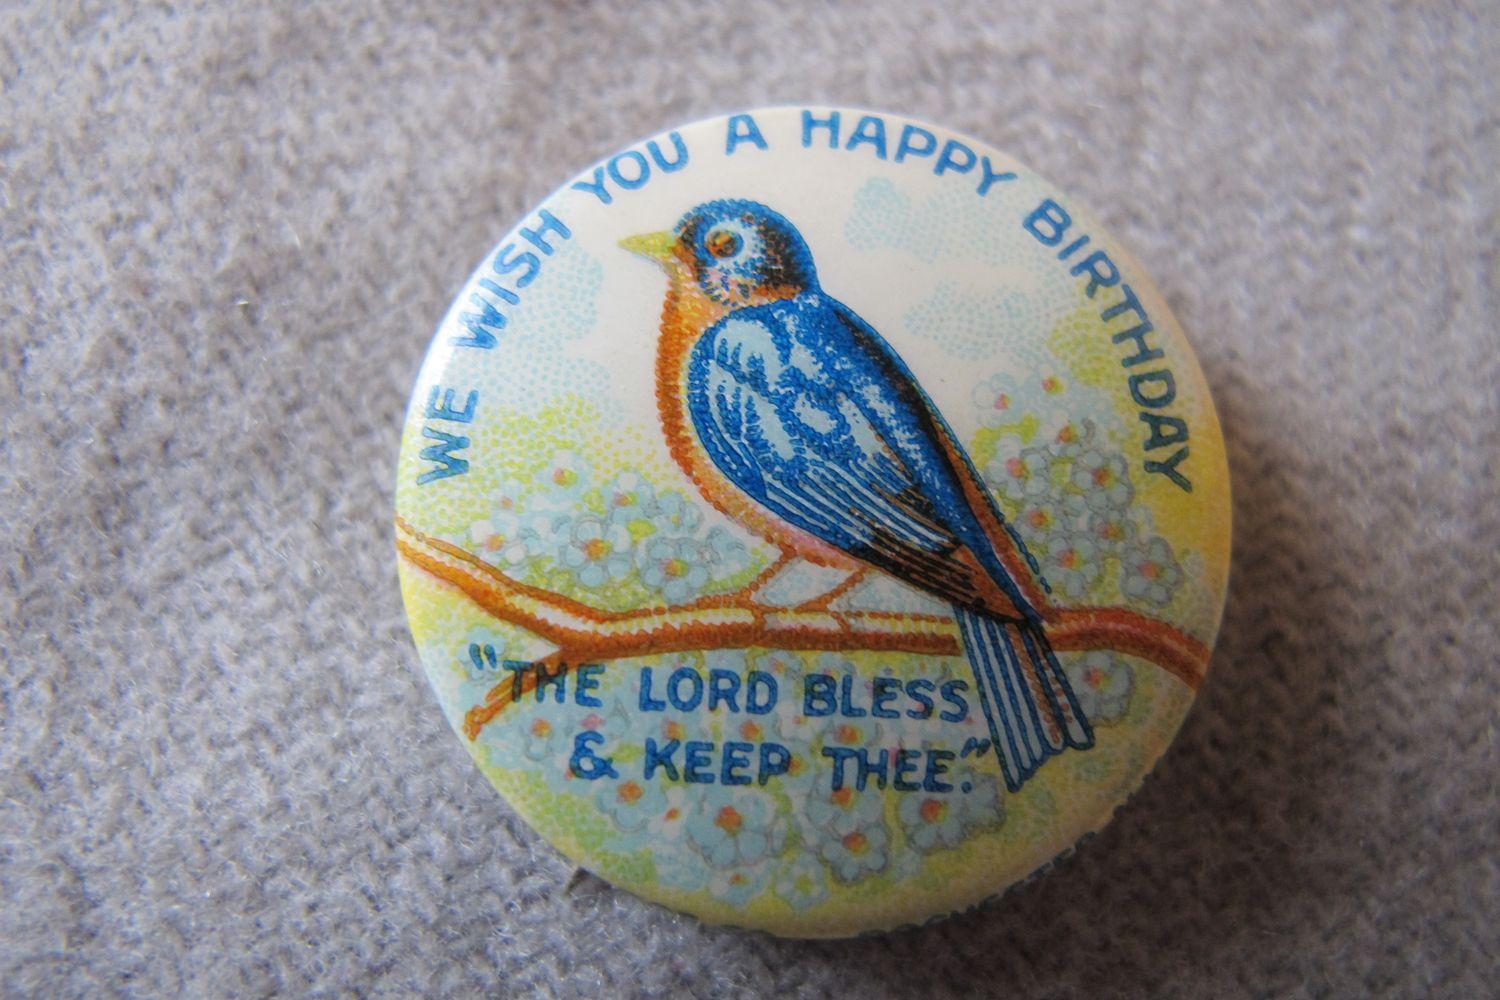 WE WISH YOU A HAPPY BIRTHDAY
"THE LORD BLESS
& KEEP THEE."